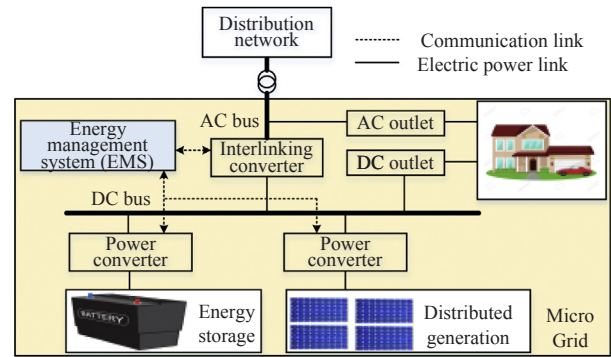 Distribution
network
Communication link
Electric power link
AC bus
AC outlet
Energy
management
system (EMS)
Interlinking
converter
DC outlet
DC bus
Power
converter
Power
converter
BATTERY
Energy
storage
Distributed
generation
Micro
Grid